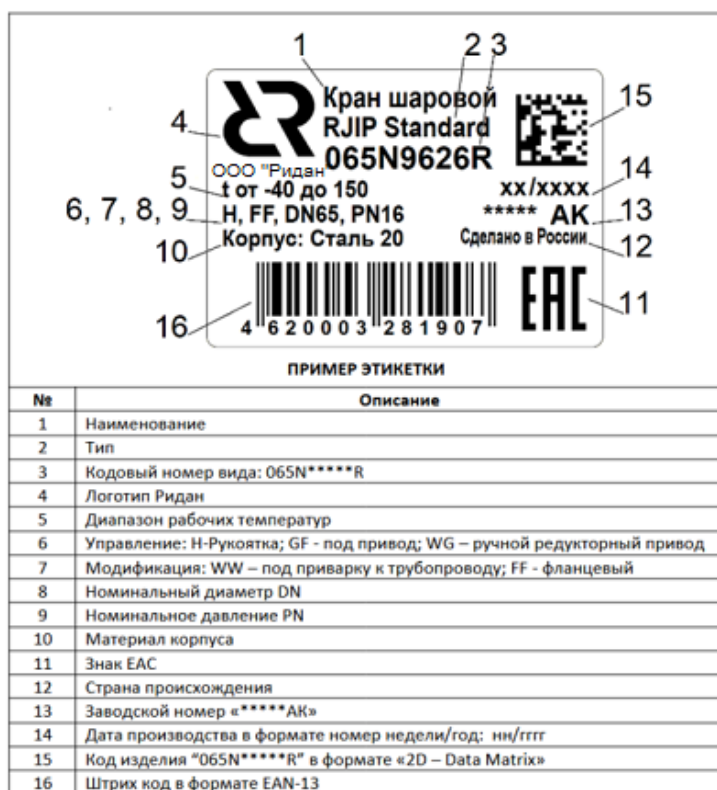 1
2 3
Кран шаровой
15
RJIP Standard
4
065N9626R
ООО "Ридан"
14
5
t от -40 до 150
xx/xxxx
6, 7, 8, 9
H, FF, DN65, PN16
***** АК
13
10
Корпус: Сталь 20
Сделано в России
12
EAC
11
16
4 620003 281907
ПРИМЕР ЭТИКЕТКИ
№ Описание
1 Наименование
2 Тип
3 Кодовый номер вида: 065N*****R
4 Логотип Ридан
5 Диапазон рабочих температур
6 Управление: Н-Рукоятка; GF - под привод; WG – ручной редукторный привод
7 Модификация: WW – под приварку к трубопроводу; FF - фланцевый
8 Номинальный диаметр DN
9 Номинальное давление PN
10 Материал корпуса
11 Знак ЕАС
12 Страна происхождения
13 Заводской номер «*****АК»
14 Дата производства в формате номер недели/год: нн/гггг
15 Код изделия “065N*****R” в формате «2D – Data Matrix»
16 Штрих код в формате EAN-13